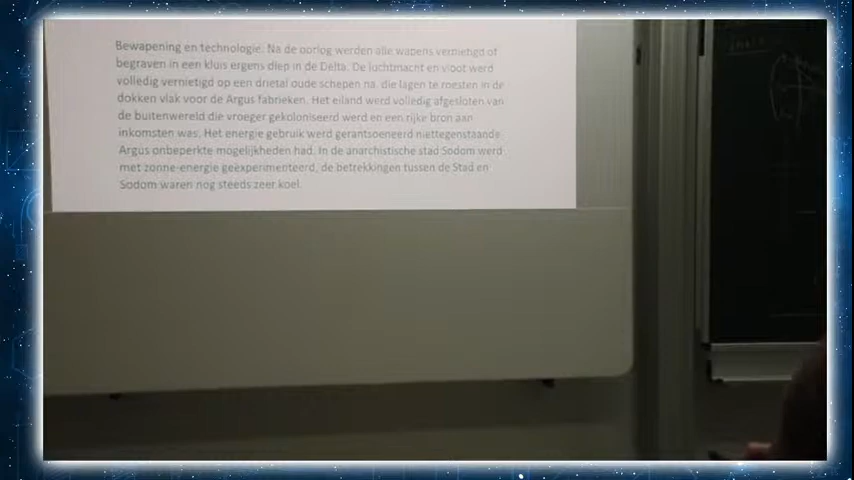 Bewapening en technologie. Na de oorlog werden alle wapens vernietigd of
begraven in een kluis ergens diep in de Delta. De luchtmacht en vloot werd
volledig vernietigd op een drietal oude schepen na, die lagen te roesten in de
dokken vlak voor de Argus fabrieken. Het eiland werd volledig afgesloten van
de buitenwereld die vroeger gekoloniseerd werd en een rijke bron aan
inkomsten was. Het energie gebruik werd gerantsoeneerd niettegenstaande
Argus onbeperkte mogelijkheden had. In de anarchistische stad Sodom werd
met zonne-energie geëxperimenteerd, de betrekkingen tussen de Stad en
Sodom waren nog steeds zeer koel.